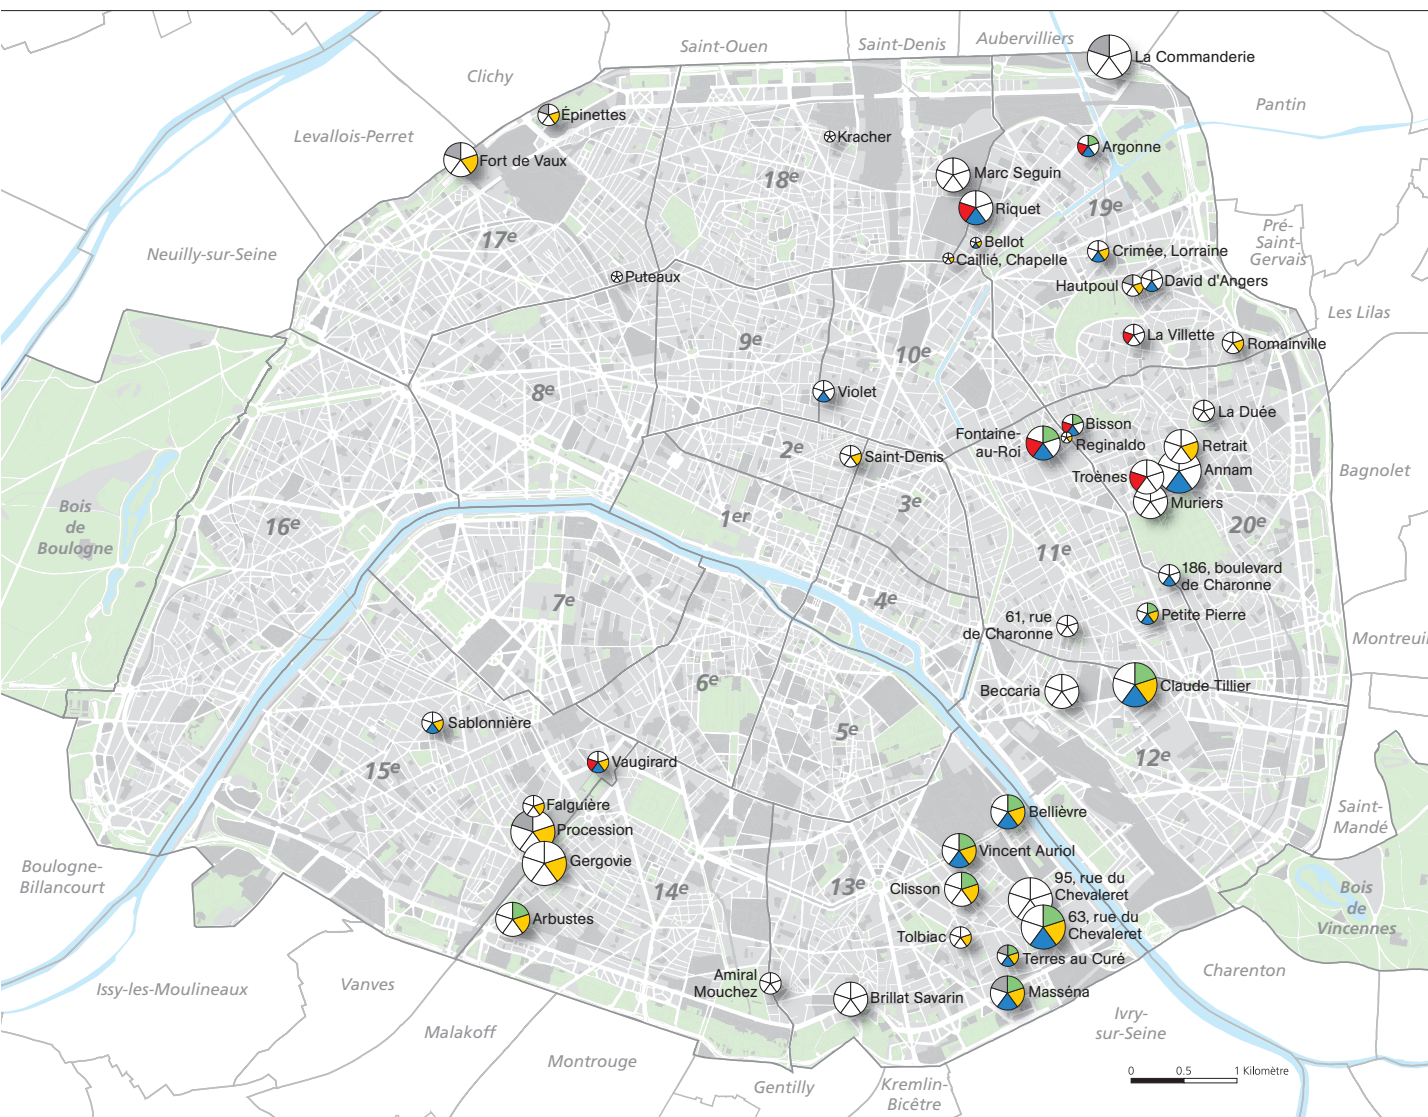 Saint-Ouen
Saint-Denis
Aubervilliers
La Commanderie
Clichy
Pantin
Épinettes
Levallois-Perret
Kracher
Argonne
Fort de Vaux
Marc Seguin
18e
19e
Riquet
17e
Pré-
Saint-
Gervais
Neuilly-sur-Seine
Bellot
Crimée, Lorraine
Caillié, Chapelle
Puteaux
Hautpoul
David d'Angers
Les Lilas
La Villette
Romainville
9e
10e
8e
Violet
La Duée
Bisson
Fontaine-
au-Roi
Reginaldo
Retrait
2e
Saint-Denis
Annam
Bagnolet
Troènes
Muriers
3e
1er
Bois
de
Boulogne
16e
20e
11e
186, boulevard
de Charonne
7e
4e
Petite Pierre
61, rue
de Charonne
Montreuil
6e
Beccaria
Claude Tillier
Sablonnière
5e
12e
15e
Vaugirard
Falguière
Bellièvre
Saint-
Mandé
Procession
Gergovie
Vincent Auriol
Boulogne-
Billancourt
14e
13e
Clisson
95, rue du
Chevaleret
Bois
de
Vincennes
Arbustes
63, rue du
Chevaleret
Tolbiac
Terres au Curé
Charenton
Amiral
Mouchez
Issy-les-Moulineaux
Vanves
Brillat Savarin
Masséna
Malakoff
Ivry-
sur-Seine
Montrouge
Gentilly
Kremlin-
Bicêtre
0 0.5 1 Kilomètre